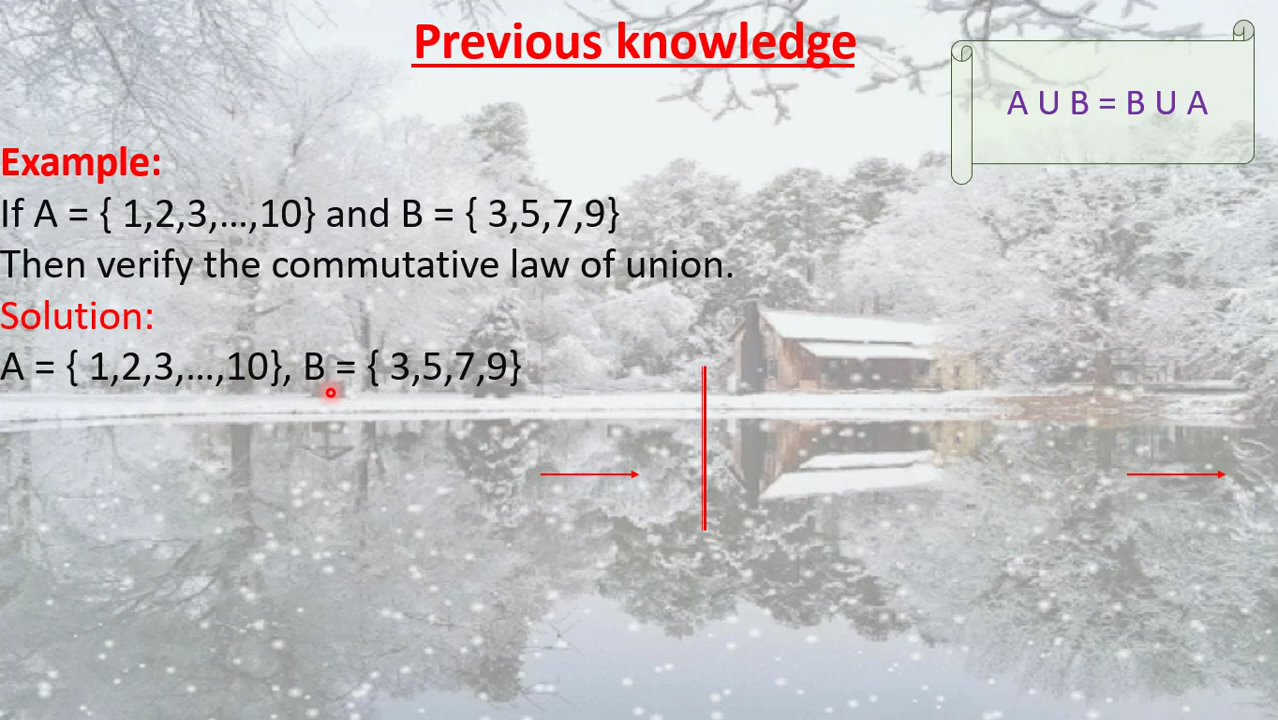 Previous knowledge
A U B = B U A
Example:
If A = { 1,2,3,...,10} and B = { 3,5,7,9}
Then verify the commutative law of union.
Solution:
A = { 1,2,3,...,10}, B = { 3,5,7,9}